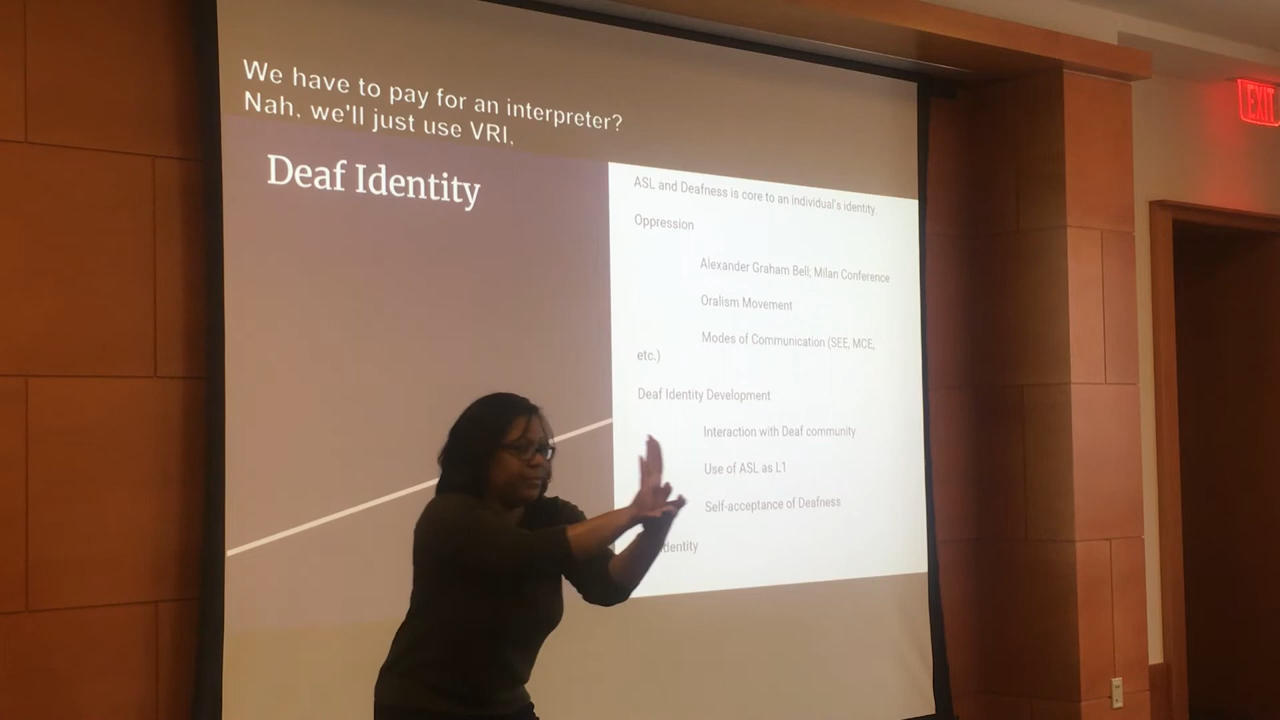 We have to pay for an interpreter?
Nah, we'll just use VRI,
Deaf Identity
ASL and Deafness is core to an individual's identity.
Oppression
Alexander Graham Bell; Milan Conference
Oralism Movement
Modes of Communication (SEE, MCE,
etc.)
Deaf Identity Development
Interaction with Deaf community
Use of ASL as L1
Self-acceptance of Deafness
EXIT